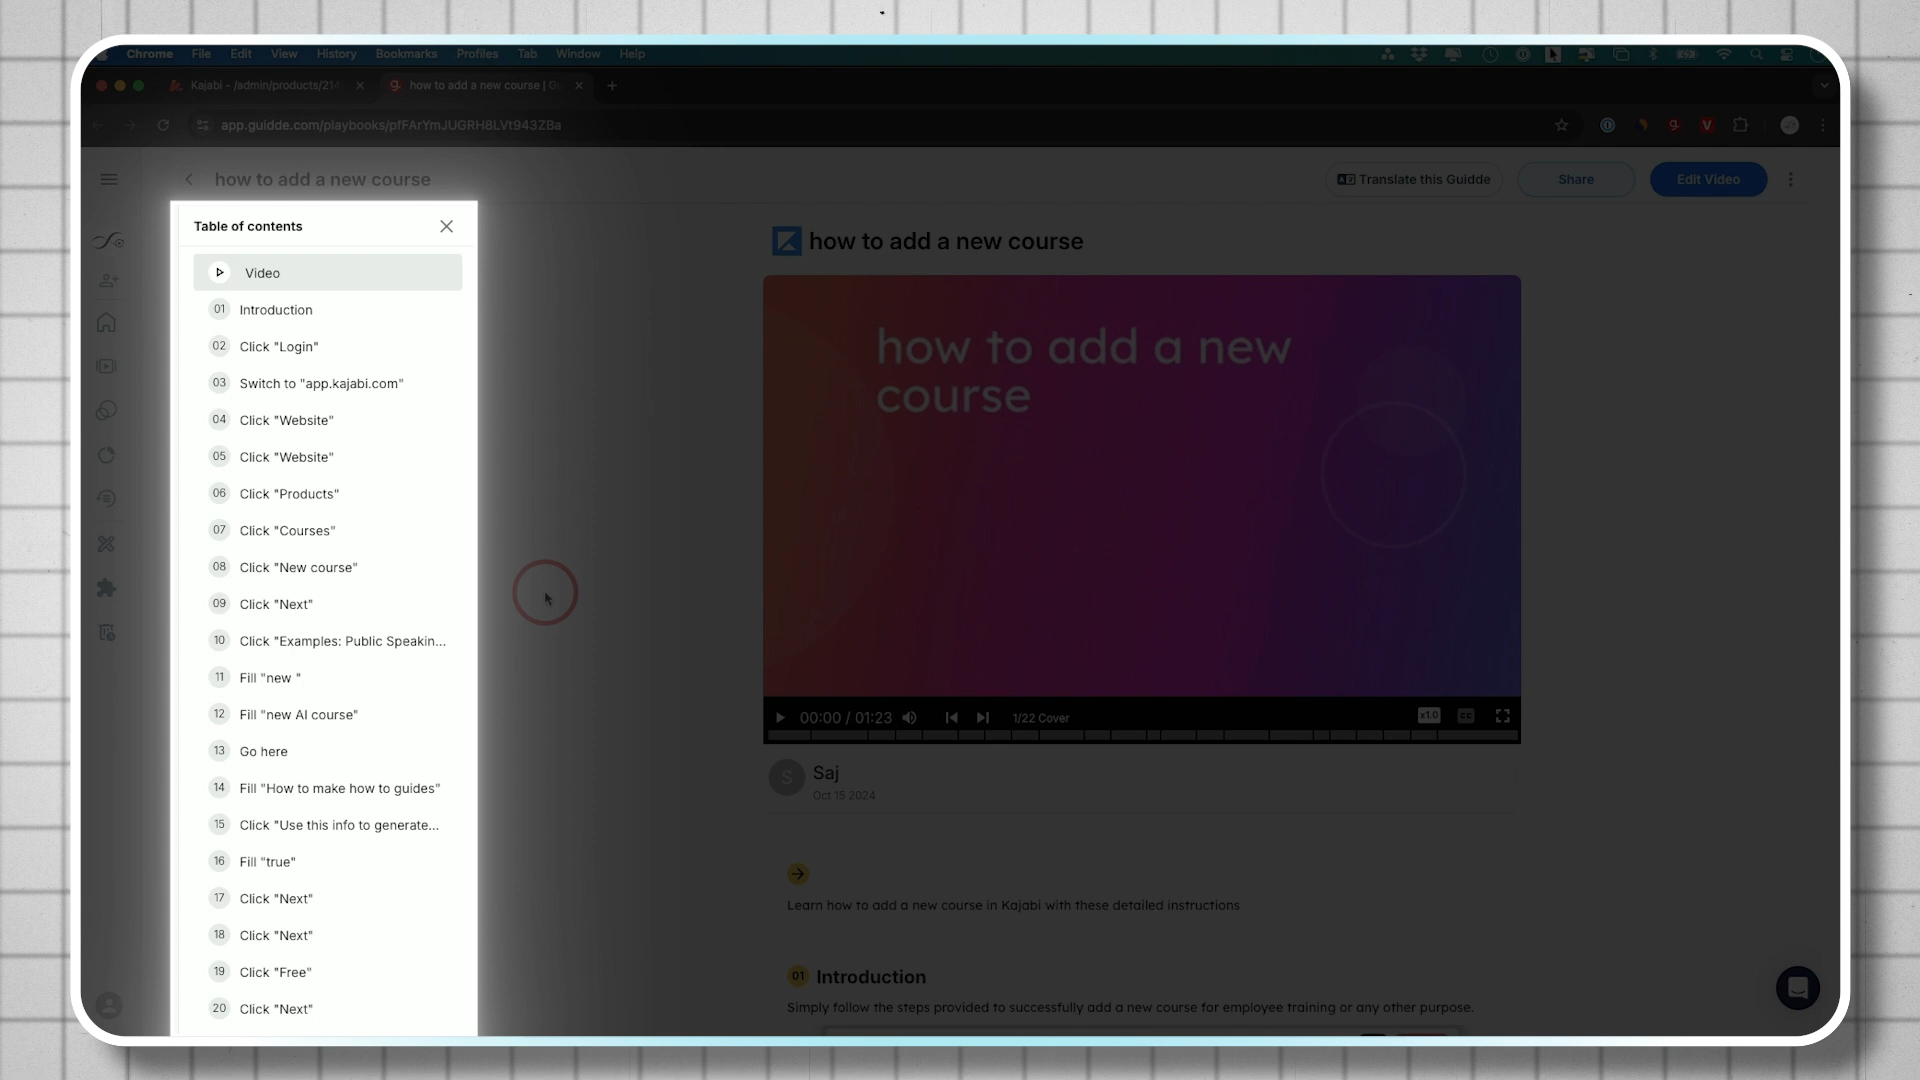 Chrome File Edit View History Bookmarks Profiles Tab Window Help
Kajabi - /admin/products/214
how to add a new course | G
app.guidde.com/playbooks/pfFArYmJUGRH8LVt943ZBa
how to add a new course
Translate this Guidde
Share
Edit Video
Table of contents
Video
01 Introduction
02 Click "Login"
03 Switch to "app.kajabi.com"
04 Click "Website"
05 Click "Website"
06 Click "Products"
07 Click "Courses"
08 Click "New course"
09 Click "Next"
10 Click "Examples: Public Speakin...
11 Fill "new "
12 Fill "new AI course"
13 Go here
14 Fill "How to make how to guides"
15 Click "Use this info to generate...
16 Fill "true"
17 Click "Next"
18 Click "Next"
19 Click "Free"
20 Click "Next"
how to add a new course
how to add a new
course
00:00 / 01:23
1/22 Cover
x1.0
CC
S
Saj
Oct 15 2024
Learn how to add a new course in Kajabi with these detailed instructions
01 Introduction
Simply follow the steps provided to successfully add a new course for employee training or any other purpose.